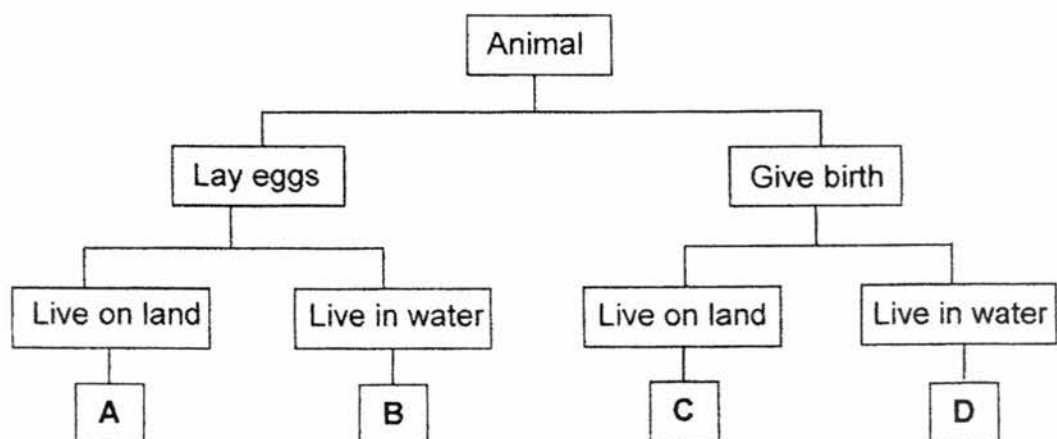 Animal
Lay eggs
Give birth
Live on land
Live in water
Live on land
Live in water
A
B
C
D